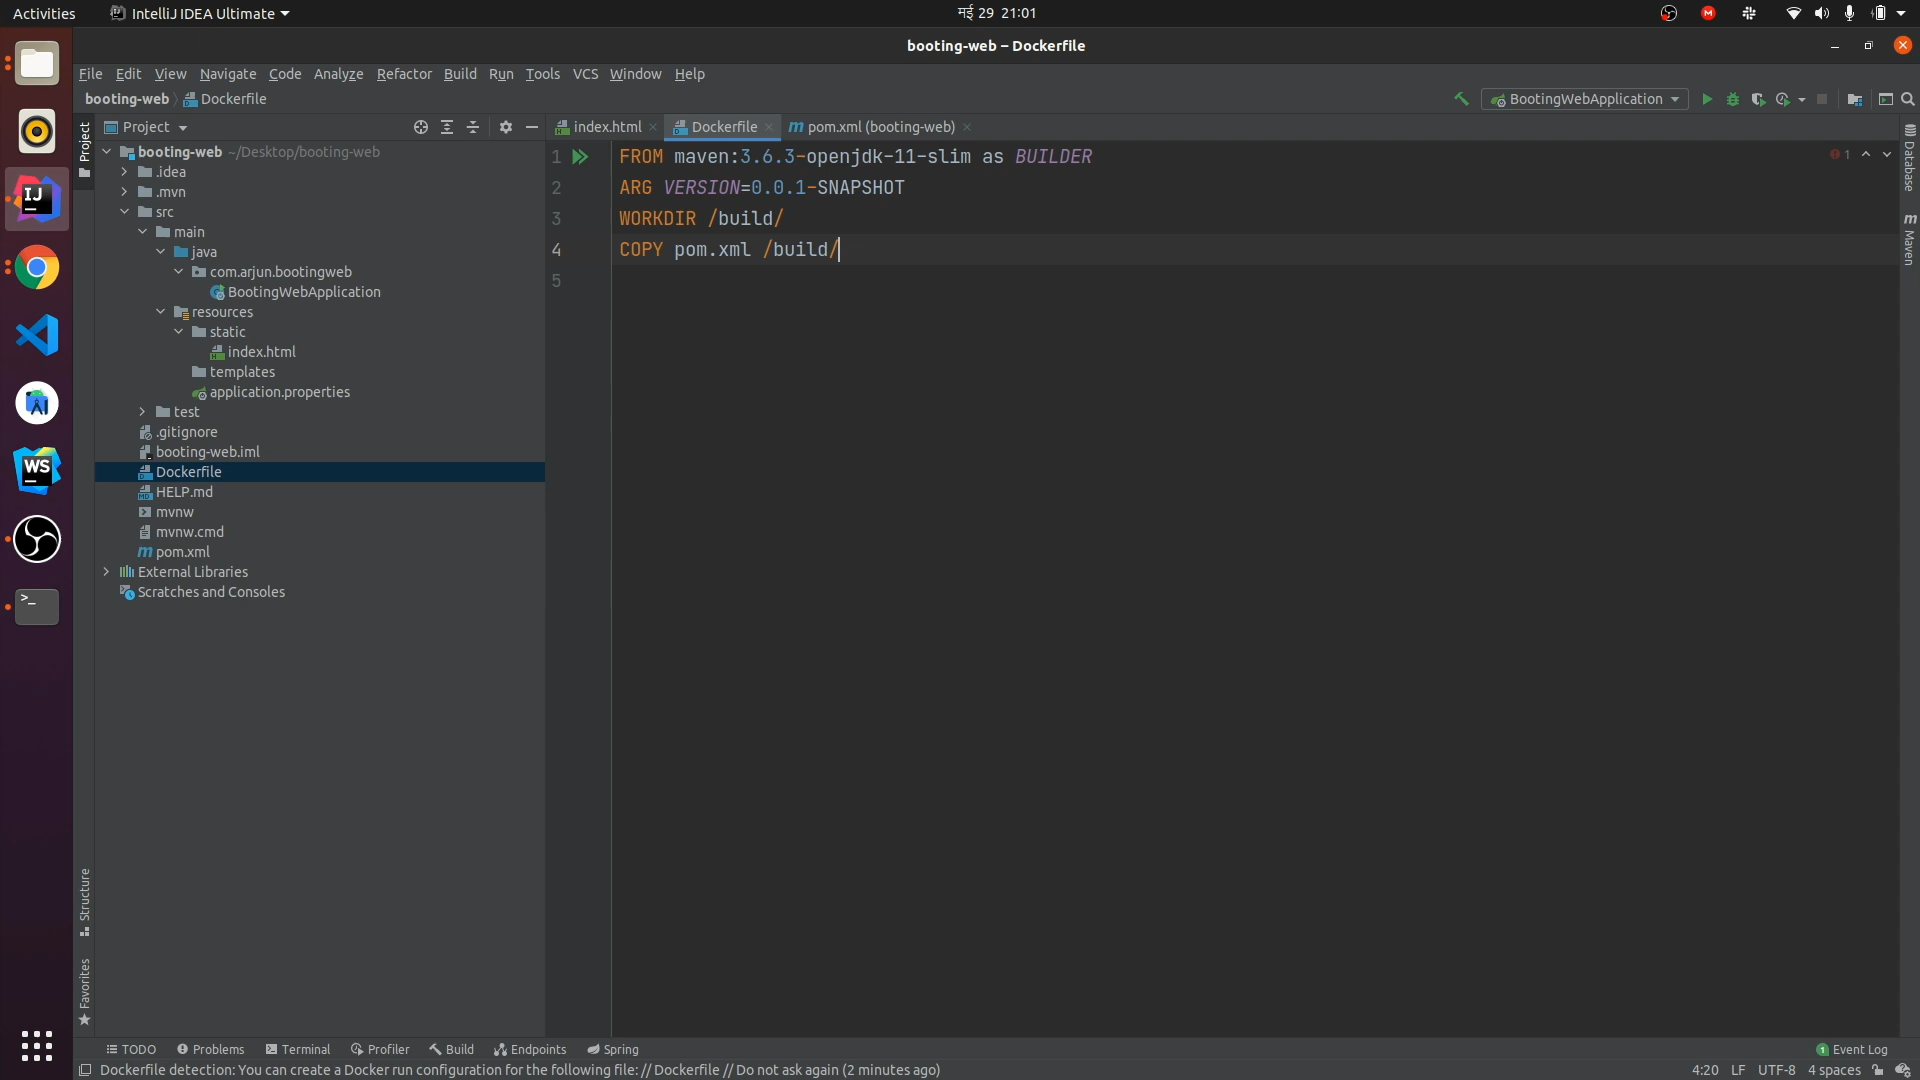 Activities
IntelliJ IDEA Ultimate
मई 29 21:01
booting-web – Dockerfile
File Edit View Navigate Code Analyze Refactor Build Run Tools VCS Window Help
booting-web Dockerfile
BootingWebApplication
Project
index.html
Dockerfile
pom.xml (booting-web)
Project
booting-web ~/Desktop/booting-web
.idea
.mvn
src
main
java
com.arjun.bootingweb
BootingWebApplication
resources
static
index.html
templates
application.properties
test
.gitignore
booting-web.iml
Dockerfile
HELP.md
mvnw
mvnw.cmd
pom.xml
External Libraries
Scratches and Consoles
1 FROM maven:3.6.3-openjdk-11-slim as BUILDER
2 ARG VERSION=0.0.1-SNAPSHOT
3 WORKDIR /build/
4 COPY pom.xml /build/
5
1
Database
Maven
Structure
Favorites
TODO Problems Terminal Profiler Build Endpoints Spring
1 Event Log
Dockerfile detection: You can create a Docker run configuration for the following file: // Dockerfile // Do not ask again (2 minutes ago)
4:20 LF UTF-8 4 spaces